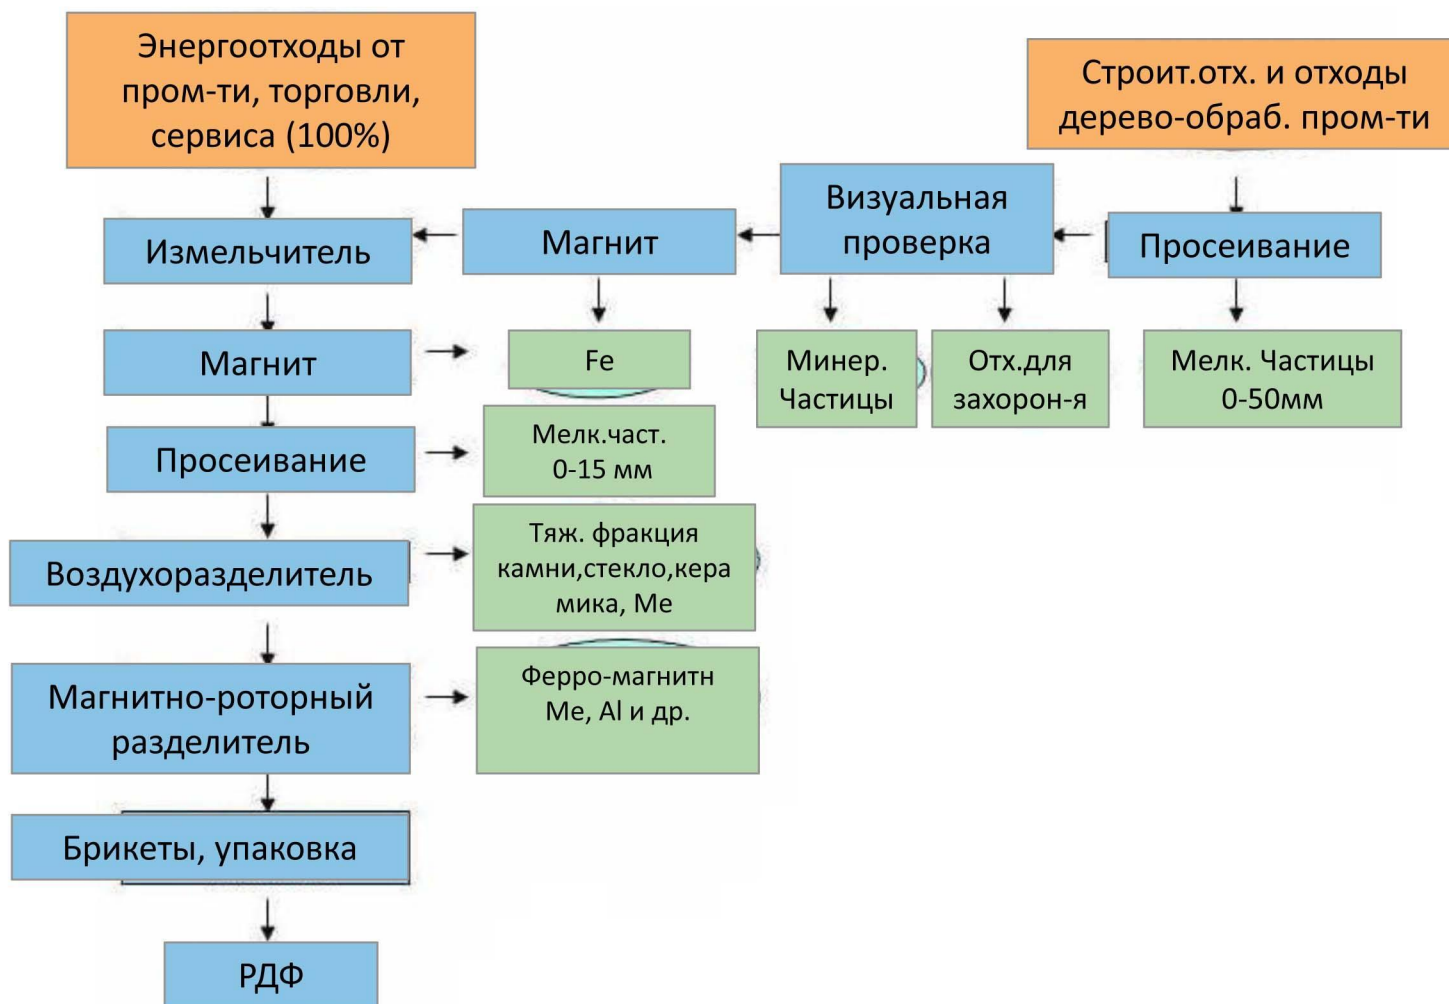 Энергоотходы от
пром-ти, торговли,
сервиса (100%)
Строит.отх. и отходы
дерево-обраб. пром-ти
Измельчитель
Магнит
Визуальная
проверка
Просеивание
Магнит
Fe
Минер.
Частицы
Отх.для
захорон-я
Мелк. Частицы
0-50мм
Просеивание
Мелк.част.
0-15 мм
Воздухоразделитель
Тяж. фракция
камни,стекло,кера
мика, Ме
Магнитно-роторный
разделитель
Ферро-магнитн
Ме, Al и др.
Брикеты, упаковка
РДФ